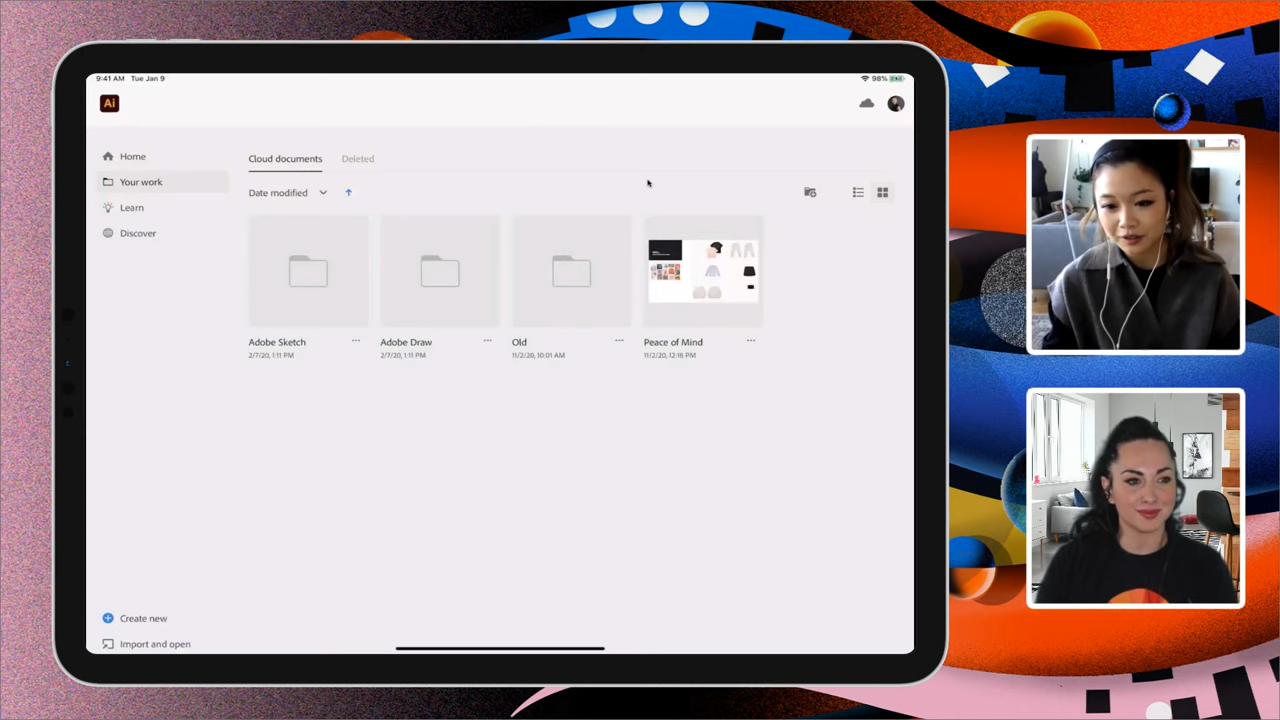 9:41 AM Tue Jan 9
98%
Ai
Home
Your work
Learn
Discover
Cloud documents Deleted
Date modified
Adobe Sketch
2/7/20, 1:11 PM
Adobe Draw
2/7/20, 1:11 PM
Old
11/2/20, 10:01 AM
Peace of Mind
11/2/20, 12:16 PM
Create new
Import and open